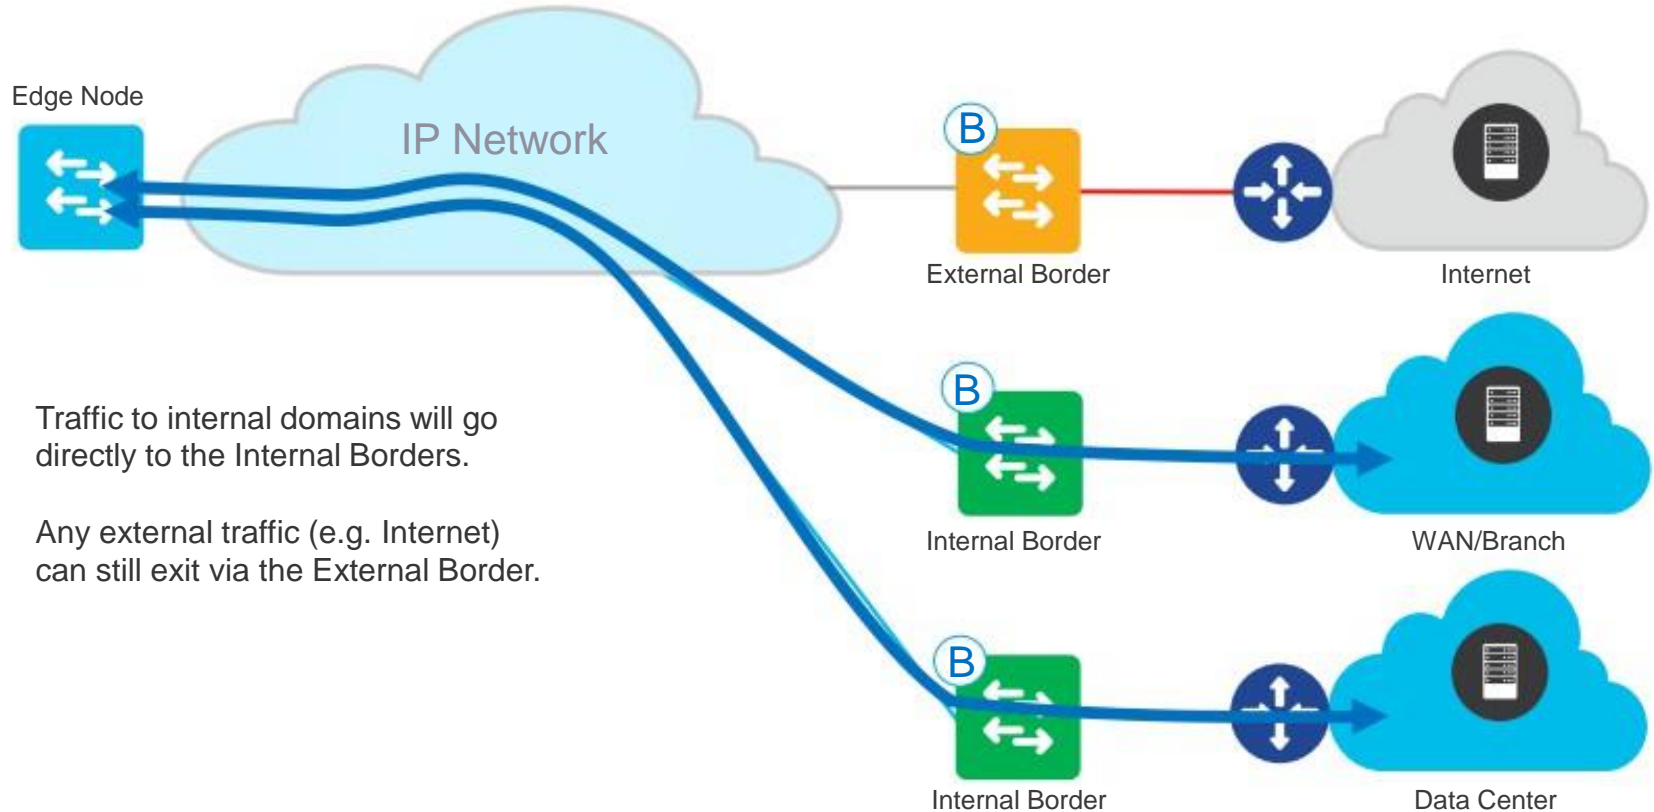 Edge Node
IP Network
B
External Border
Internet
Traffic to internal domains will go
directly to the Internal Borders.
Any external traffic (e.g. Internet)
can still exit via the External Border.
B
Internal Border
WAN/Branch
B
Internal Border
Data Center